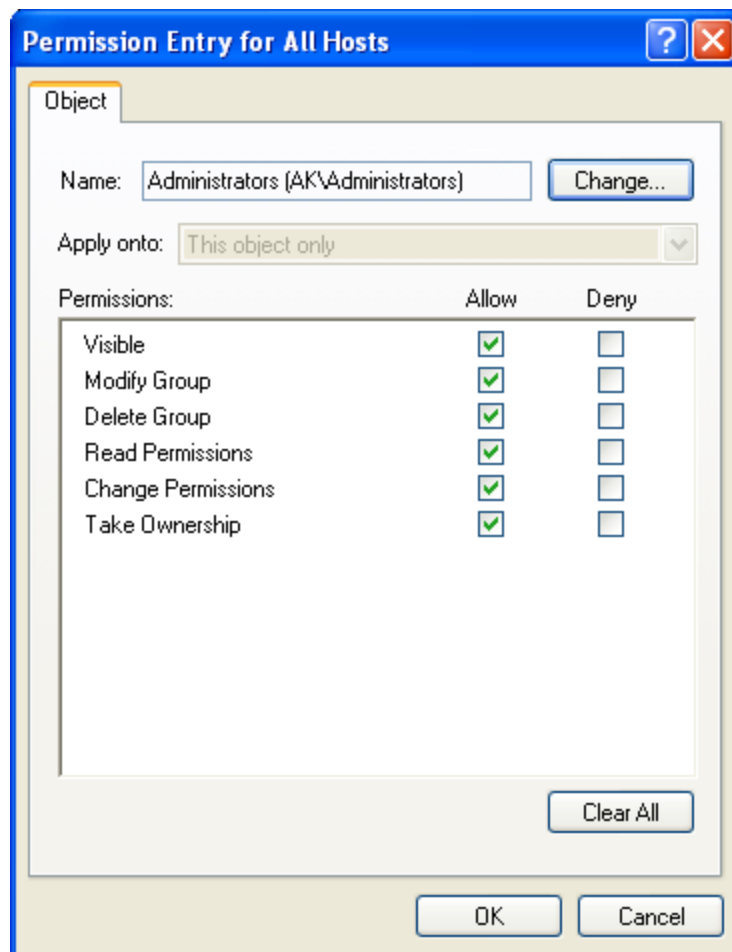 Permission Entry for All Hosts
Object
Name: Administrators (AK\Administrators) Change...
Apply onto: This object only
Permissions: Allow Deny
Visible
Modify Group
Delete Group
Read Permissions
Change Permissions
Take Ownership
Clear All
OK Cancel